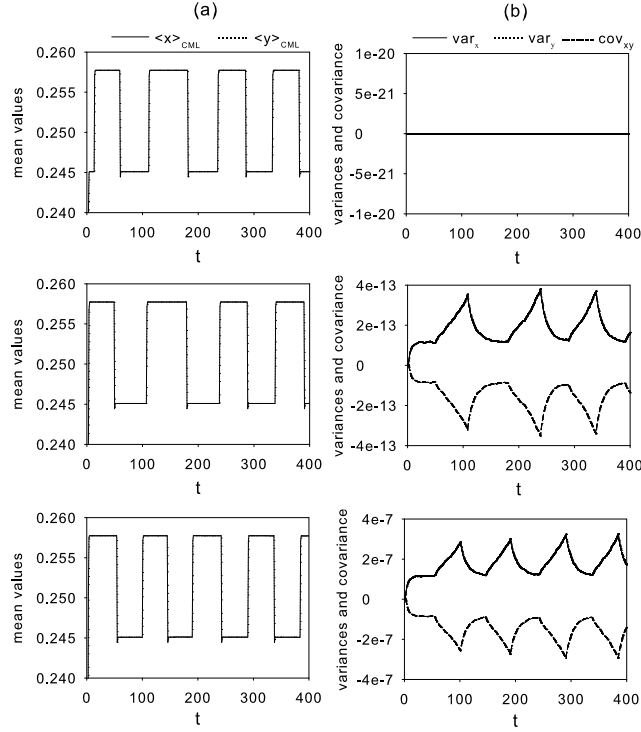 (a)
(b)
<x>CML <y>CML
varx vary covxy
mean values
0.260
0.255
0.250
0.245
0.240
0 100 200 300 400
t
variances and covariance
1e-20
5e-21
0
-5e-21
-1e-20
0 100 200 300 400
t
mean values
0.260
0.255
0.250
0.245
0.240
0 100 200 300 400
t
variances and covariance
4e-13
2e-13
0
-2e-13
-4e-13
0 100 200 300 400
t
mean values
0.260
0.255
0.250
0.245
0.240
0 100 200 300 400
t
variances and covariance
4e-7
2e-7
0
-2e-7
-4e-7
0 100 200 300 400
t